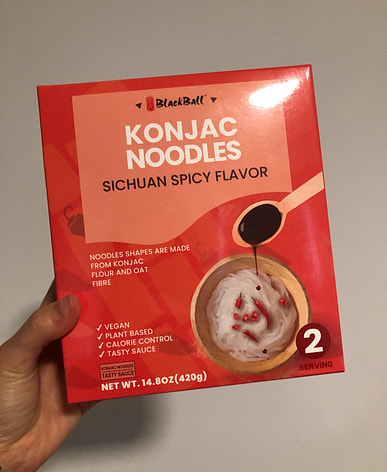 BlackBall
KONJAC
NOODLES
SICHUAN SPICY FLAVOR
NOODLES SHAPES ARE MADE
FROM KONJAC
FLOUR AND OAT
FIBRE
✓ VEGAN
✓ PLANT BASED
✓ CALORIE CONTROL
✓ TASTY SAUCE
KONJAC NOODLES
TASTY SAUCE
NET WT. 14.8OZ(420g)
2
SERVING